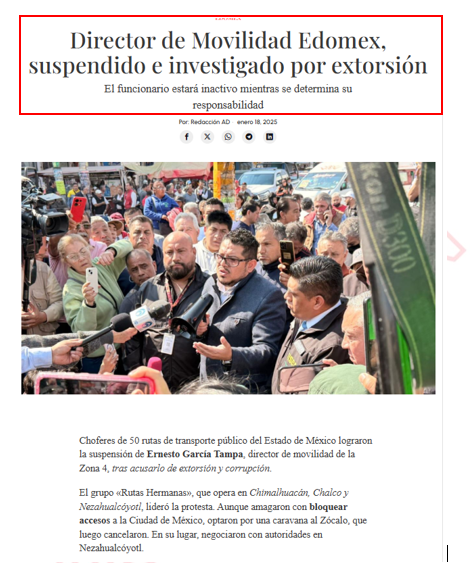 EDOMEX
Director de Movilidad Edomex,
suspendido e investigado por extorsión
El funcionario estará inactivo mientras se determina su
responsabilidad
Por: Redacción AD enero 18, 2025
Choferes de 50 rutas de transporte público del Estado de México lograron
la suspensión de Ernesto García Tampa, director de movilidad de la
Zona 4, tras acusarlo de extorsión y corrupción.
El grupo «Rutas Hermanas», que opera en Chimalhuacán, Chalco y
Nezahualcóyotl, lideró la protesta. Aunque amagaron con bloquear
accesos a la Ciudad de México, optaron por una caravana al Zócalo, que
luego cancelaron. En su lugar, negociaron con autoridades en
Nezahualcóyotl.